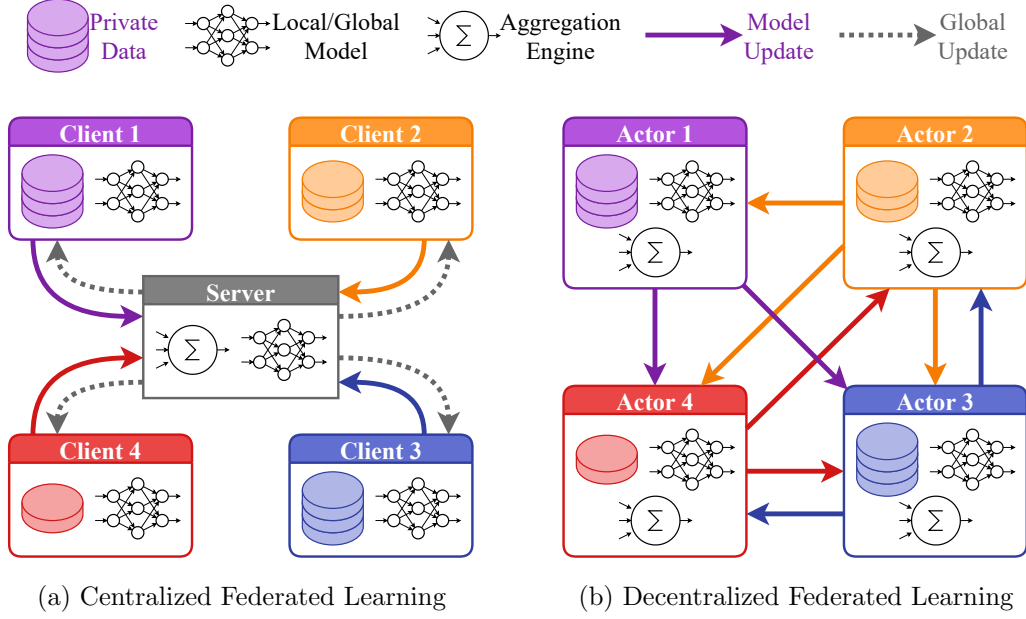 Private
Data
Local/Global
Model
∑
Aggregation
Engine
Model
Update
Global
Update
Client 1
Client 2
Server
∑
Client 4
Client 3
Actor 1
∑
Actor 2
∑
Actor 4
∑
Actor 3
∑
(a) Centralized Federated Learning
(b) Decentralized Federated Learning